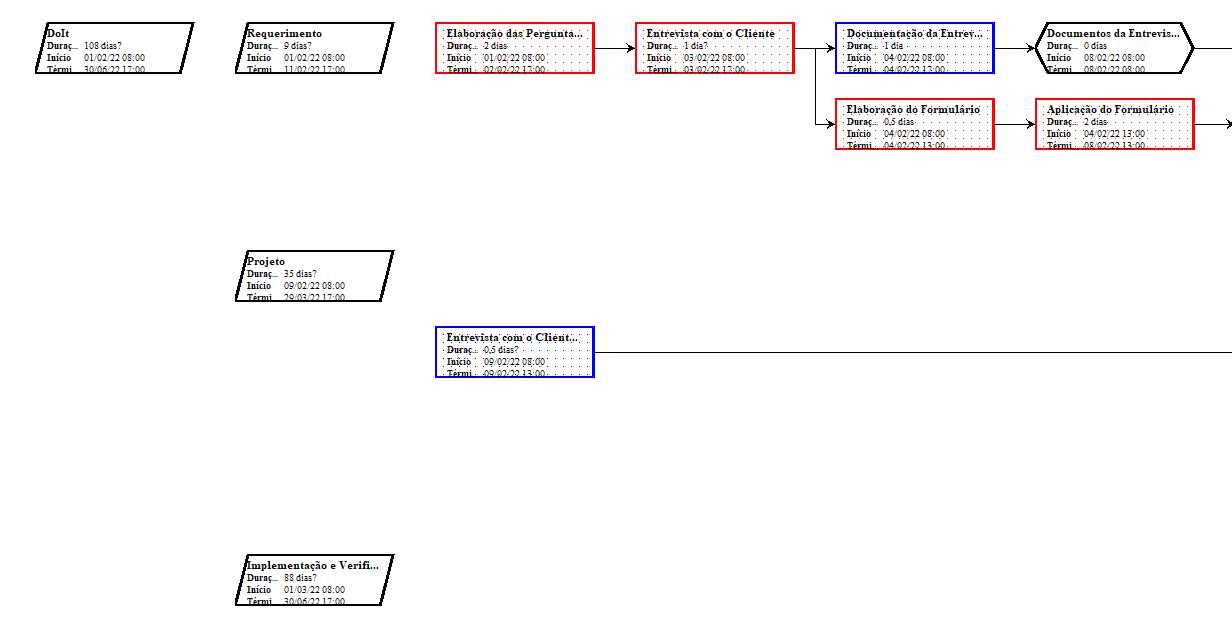 DoIt
Duraç... 108 dias?
Início 01/02/22 08:00
Térmi... 30/06/22 17:00
Requerimento
Duraç... 9 dias?
Início 01/02/22 08:00
Térmi... 11/02/22 17:00
Elaboração das Pergunta...
Duraç... 2 dias
Início 01/02/22 08:00
Térmi... 02/02/22 17:00
Entrevista com o Cliente
Duraç... 1 dia?
Início 03/02/22 08:00
Térmi... 03/02/22 17:00
Documentação da Entrev...
Duraç... 1 dia
Início 04/02/22 08:00
Térmi... 04/02/22 17:00
Documentos da Entrevis...
Duraç... 0 dias
Início 08/02/22 08:00
Térmi... 08/02/22 08:00
Elaboração do Formulário
Duraç... 0,5 dias
Início 04/02/22 08:00
Térmi... 04/02/22 13:00
Aplicação do Formulário
Duraç... 2 dias
Início 04/02/22 13:00
Térmi... 08/02/22 13:00
Projeto
Duraç... 35 dias?
Início 09/02/22 08:00
Térmi... 29/03/22 17:00
Entrevista com o Client...
Duraç... 0,5 dias?
Início 09/02/22 08:00
Térmi... 09/02/22 13:00
Implementação e Verifi...
Duraç... 88 dias?
Início 01/03/22 08:00
Térmi... 30/06/22 17:00